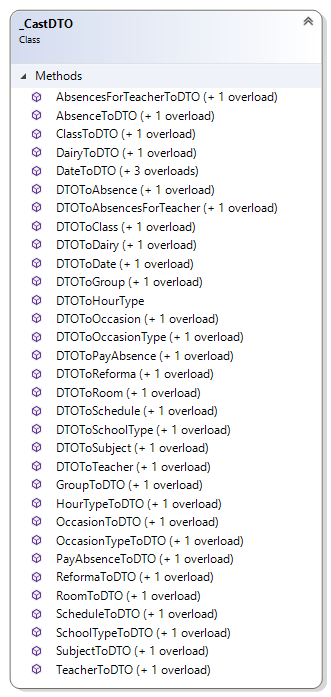 _CastDTO
Class
Methods
AbsencesForTeacherToDTO (+ 1 overload)
AbsenceToDTO (+ 1 overload)
ClassToDTO (+ 1 overload)
DairyToDTO (+ 1 overload)
DateToDTO (+ 3 overloads)
DTOToAbsence (+ 1 overload)
DTOToAbsencesForTeacher (+ 1 overload)
DTOToClass (+ 1 overload)
DTOToDairy (+ 1 overload)
DTOToDate (+ 1 overload)
DTOToGroup (+ 1 overload)
DTOToHourType
DTOToOccasion (+ 1 overload)
DTOToOccasionType (+ 1 overload)
DTOToPayAbsence (+ 1 overload)
DTOToReforma (+ 1 overload)
DTOToRoom (+ 1 overload)
DTOToSchedule (+ 1 overload)
DTOToSchoolType (+ 1 overload)
DTOToSubject (+ 1 overload)
DTOToTeacher (+ 1 overload)
GroupToDTO (+ 1 overload)
HourTypeToDTO (+ 1 overload)
OccasionToDTO (+ 1 overload)
OccasionTypeToDTO (+ 1 overload)
PayAbsenceToDTO (+ 1 overload)
ReformaToDTO (+ 1 overload)
RoomToDTO (+ 1 overload)
ScheduleToDTO (+ 1 overload)
SchoolTypeToDTO (+ 1 overload)
SubjectToDTO (+ 1 overload)
TeacherToDTO (+ 1 overload)